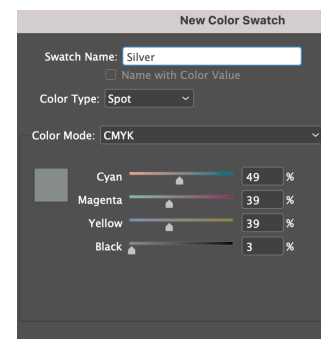 New Color Swatch
Swatch Name: Silver
Name with Color Value
Color Type: Spot
Color Mode: CMYK
Cyan 49 %
Magenta 39 %
Yellow 39 %
Black 3 %